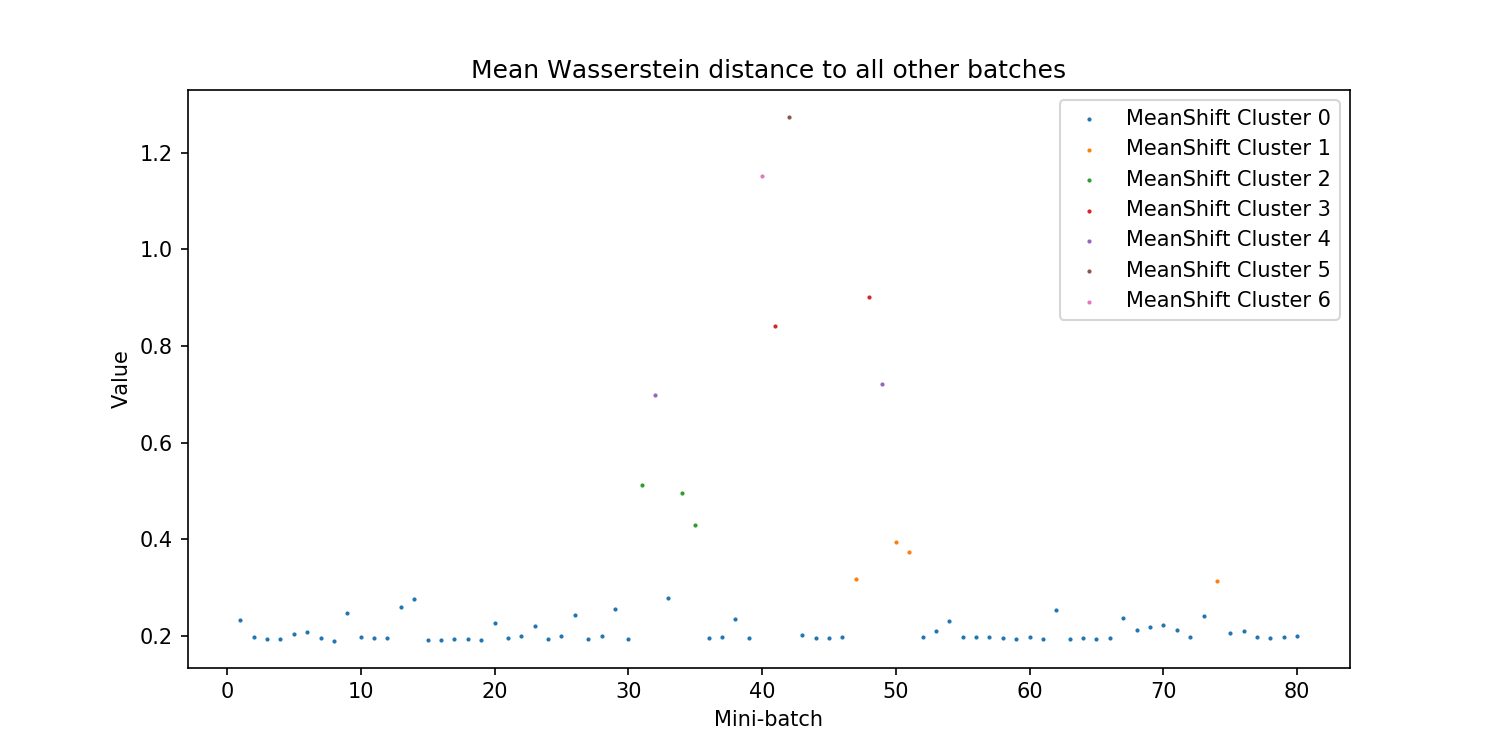 Mean Wasserstein distance to all other batches
MeanShift Cluster 0
MeanShift Cluster 1
MeanShift Cluster 2
MeanShift Cluster 3
MeanShift Cluster 4
MeanShift Cluster 5
MeanShift Cluster 6
1.2
1.0
0.8
0.6
0.4
0.2
Value
0 10 20 30 40 50 60 70 80
Mini-batch